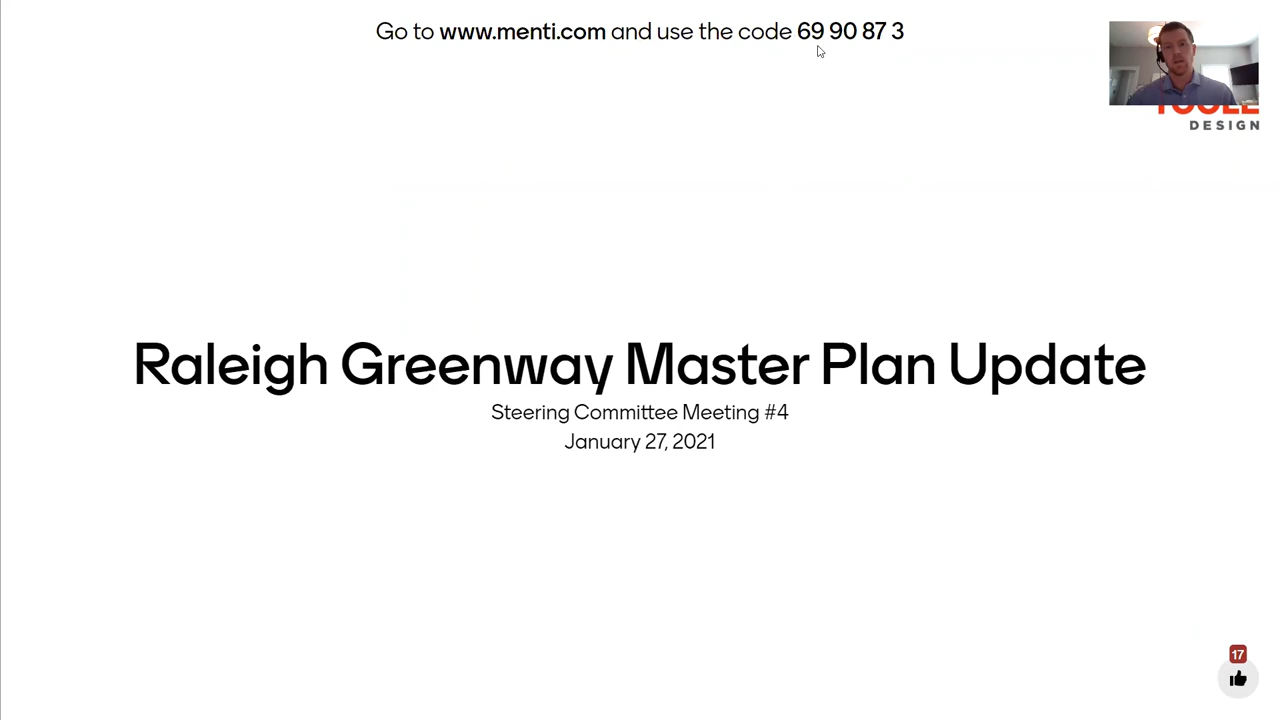 Go to www.menti.com and use the code 69 90 87 3
TOOLE
DESIGN
Raleigh Greenway Master Plan Update
Steering Committee Meeting #4
January 27, 2021
17